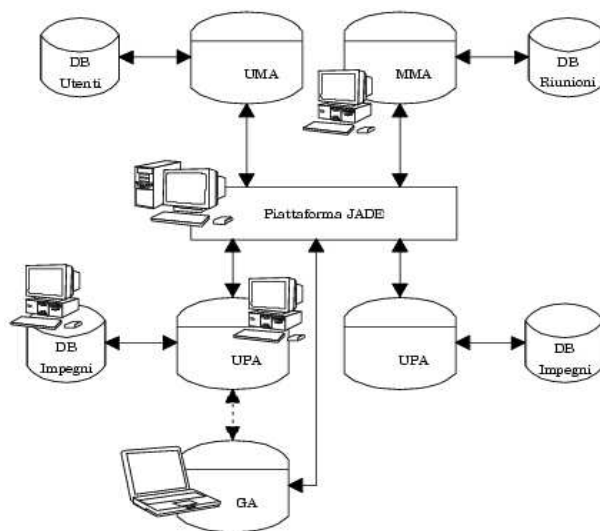 DB
Utenti
UMA
MMA
DB
Riunioni
Piattaforma JADE
DB
Impegni
UPA
UPA
DB
Impegni
GA